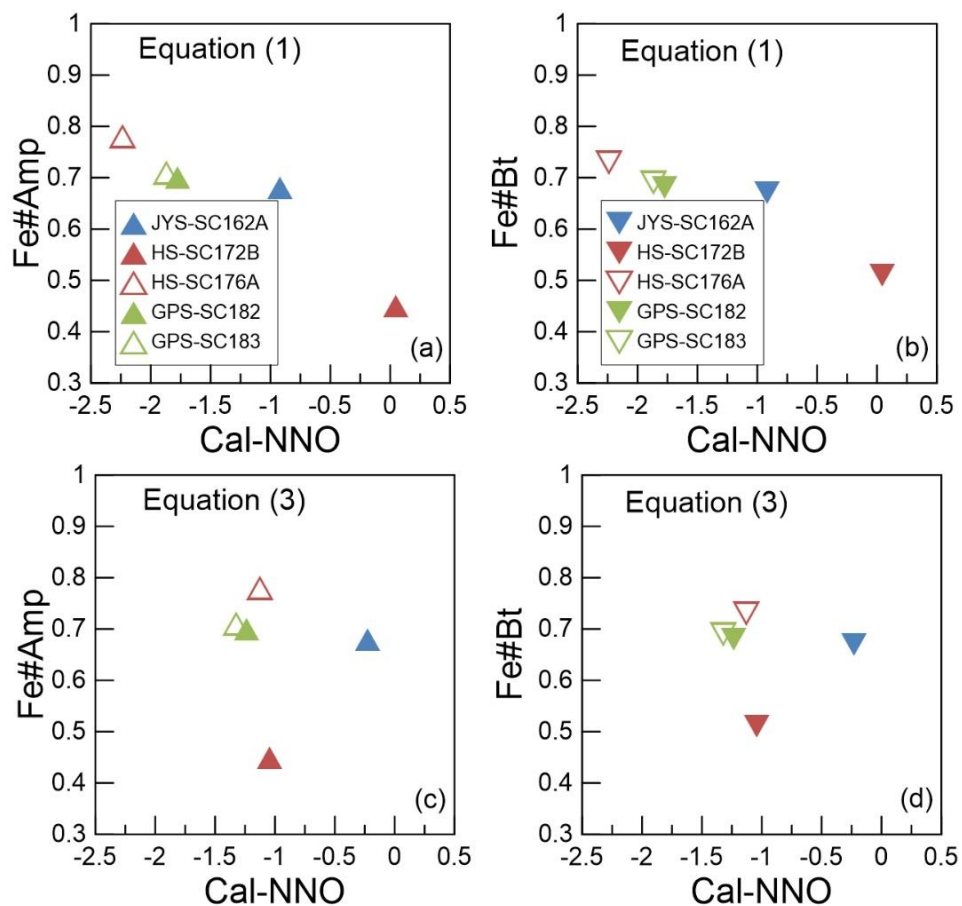 Equation (1)
Fe#Amp
1
0.9
0.8
0.7
0.6
0.5
0.4
0.3
JYS-SC162A
HS-SC172B
HS-SC176A
GPS-SC182
GPS-SC183
(a)
-2.5 -2 -1.5 -1 -0.5 0 0.5
Cal-NNO
Equation (1)
Fe#Bt
1
0.9
0.8
0.7
0.6
0.5
0.4
0.3
JYS-SC162A
HS-SC172B
HS-SC176A
GPS-SC182
GPS-SC183
(b)
-2.5 -2 -1.5 -1 -0.5 0 0.5
Cal-NNO
Equation (3)
Fe#Amp
1
0.9
0.8
0.7
0.6
0.5
0.4
0.3
(c)
-2.5 -2 -1.5 -1 -0.5 0 0.5
Cal-NNO
Equation (3)
Fe#Bt
1
0.9
0.8
0.7
0.6
0.5
0.4
0.3
(d)
-2.5 -2 -1.5 -1 -0.5 0 0.5
Cal-NNO